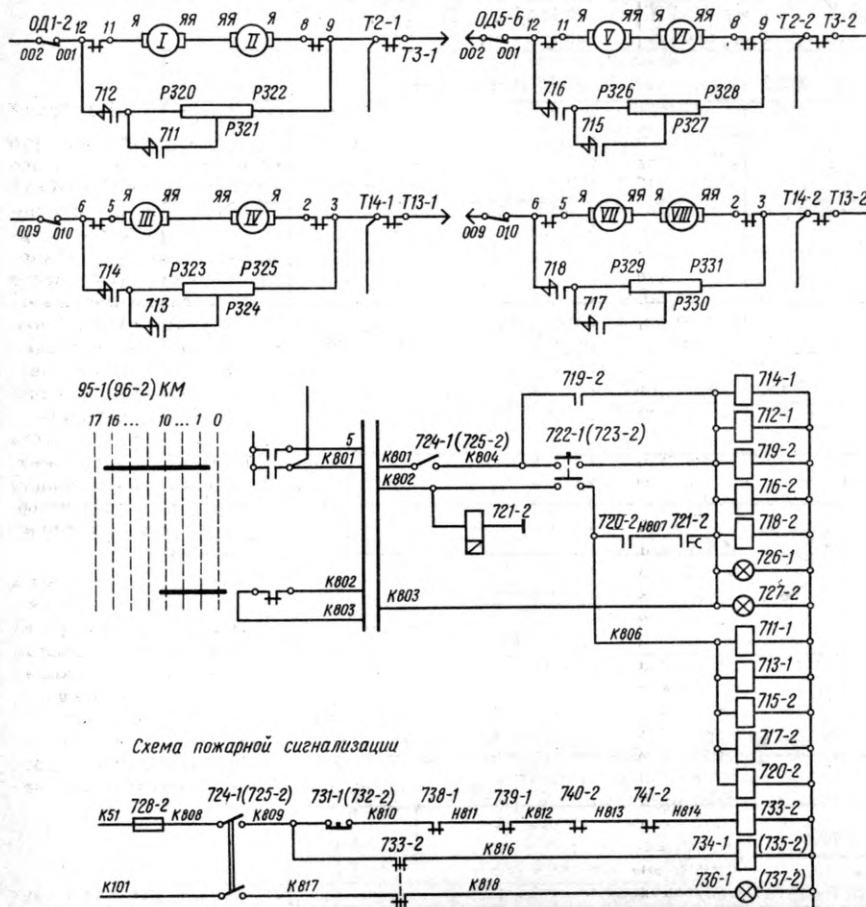 ОД1-2 12 11 Я I ЯЯ ЯЯ II Я 8 9 Т2-1
002 001 Т3-1
712 Р320 Р322
711 Р321
ОД5-6 12 11 Я V ЯЯ Я VI ЯЯ 8 9 Т2-2 Т3-2
002 001
716 Р326 Р328
715 Р327
6 5 Я III ЯЯ ЯЯ IV Я 2 3 Т14-1 Т13-1
009 010
714 Р323 Р325
713 Р324
6 5 Я VII ЯЯ Я VIII ЯЯ 2 3 Т14-2 Т13-2
009 010
718 Р329 Р331
717 Р330
95-1(96-2) КМ
17 16 ... 10 ... 1 0
5
К801
К802
К803
К801 724-1(725-2) К804
719-2
722-1(723-2)
К802
721-2
720-2 Н807 721-2
К803
К806
714-1
712-1
719-2
716-2
718-2
726-1
727-2
711-1
713-1
715-2
717-2
720-2
Схема пожарной сигнализации
К51 728-2 К808 724-1(725-2) К809 731-1(732-2) К810 738-1 Н811 739-1 К812 740-2 Н813 741-2 Н814 733-2
733-2 К816 734-1 (735-2)
К101 К817 К818 736-1 (737-2)